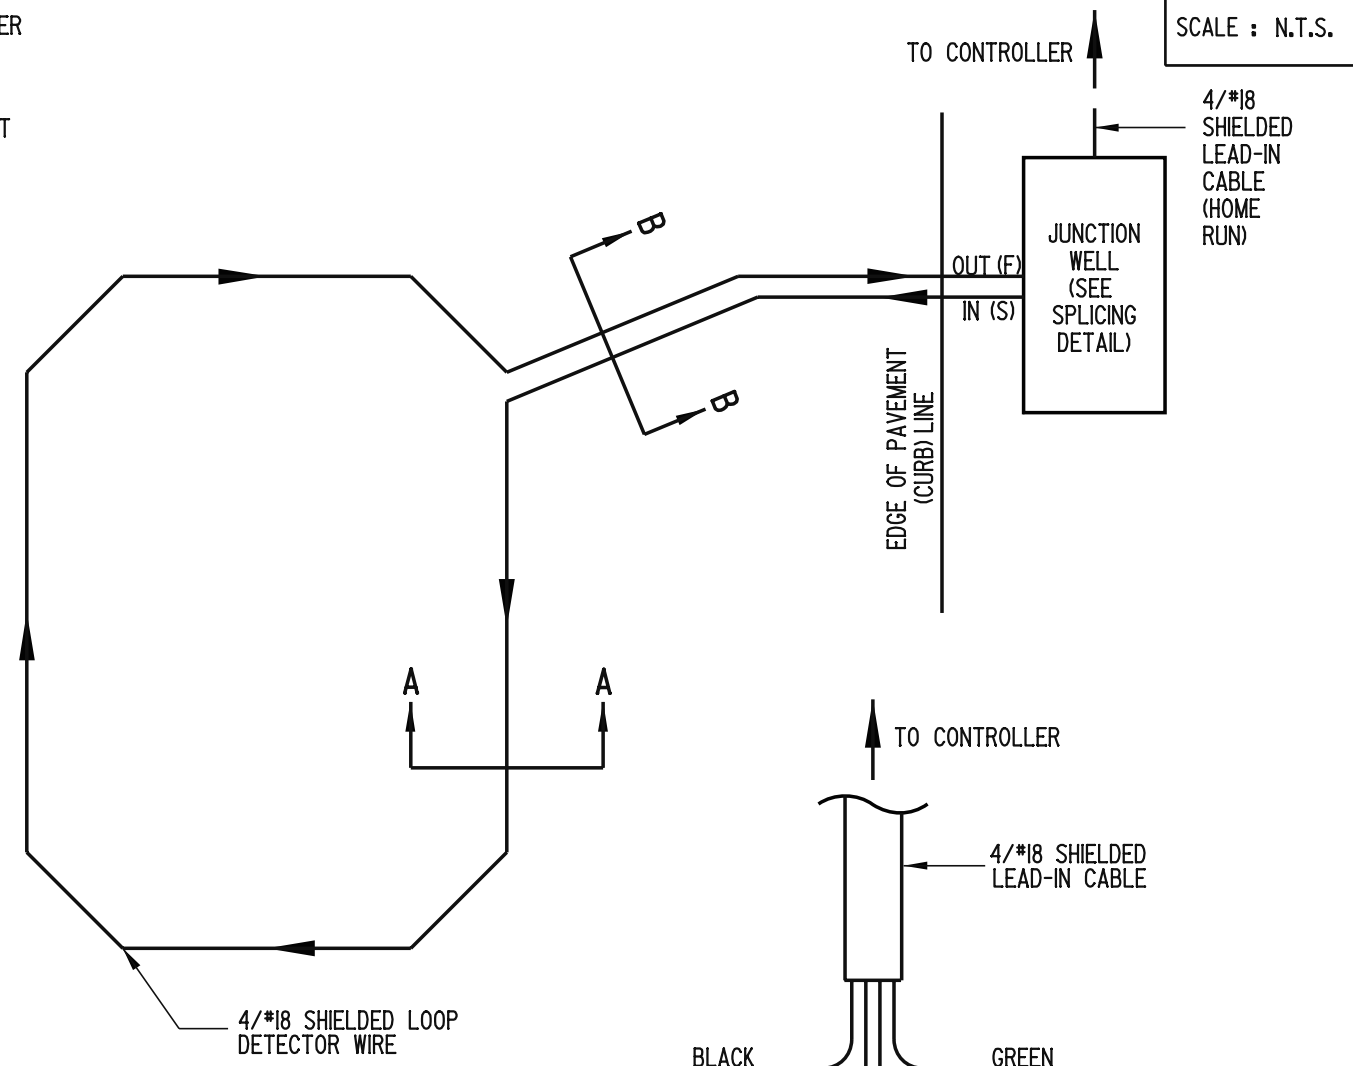 ER
TO CONTROLLER
SCALE : N.T.S.
4/#18
SHIELDED
LEAD-IN
CABLE
(HOME
RUN)
T
B
JUNCTION
WELL
(SEE
SPLICING
DETAIL)
OUT (F)
IN (S)
B
EDGE OF PAVEMENT
(CURB) LINE
A A
TO CONTROLLER
4/#18 SHIELDED
LEAD-IN CABLE
4/#18 SHIELDED LOOP
DETECTOR WIRE
BLACK GREEN